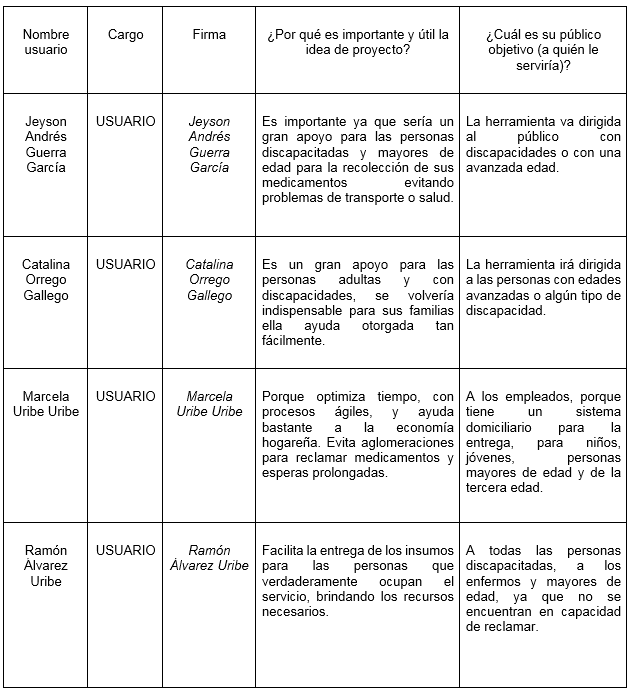 Nombre usuario
Cargo
Firma
¿Por qué es importante y útil la idea de proyecto?
¿Cuál es su público objetivo (a quién le serviría)?
Jeyson
Andrés
Guerra
García
USUARIO
Jeyson
Andrés
Guerra
García
Es importante ya que sería un
gran apoyo para las personas
discapacitadas y mayores de
edad para la recolección de sus
medicamentos evitando
problemas de transporte o salud.
La herramienta va dirigida
al público con
discapacidades o con una
avanzada edad.
Catalina
Orrego
Gallego
USUARIO
Catalina
Orrego
Gallego
Es un gran apoyo para las
personas adultas y con
discapacidades, se volvería
indispensable para sus familias
ella ayuda otorgada tan
fácilmente.
La herramienta irá dirigida
a las personas con edades
avanzadas o algún tipo de
discapacidad.
Marcela
Uribe Uribe
USUARIO
Marcela
Uribe Uribe
Porque optimiza tiempo, con
procesos ágiles, y ayuda
bastante a la economía
hogareña. Evita aglomeraciones
para reclamar medicamentos y
esperas prolongadas.
A los empleados, porque
tiene un sistema
domiciliario para la
entrega, para niños,
jóvenes, personas
mayores de edad y de la
tercera edad.
Ramón
Àlvarez
Uribe
USUARIO
Ramón
Àlvarez Uribe
Facilita la entrega de los insumos
para las personas que
verdaderamente ocupan el
servicio, brindando los recursos
necesarios.
A todas las personas
discapacitadas, a los
enfermos y mayores de
edad, ya que no se
encuentran en capacidad
de reclamar.